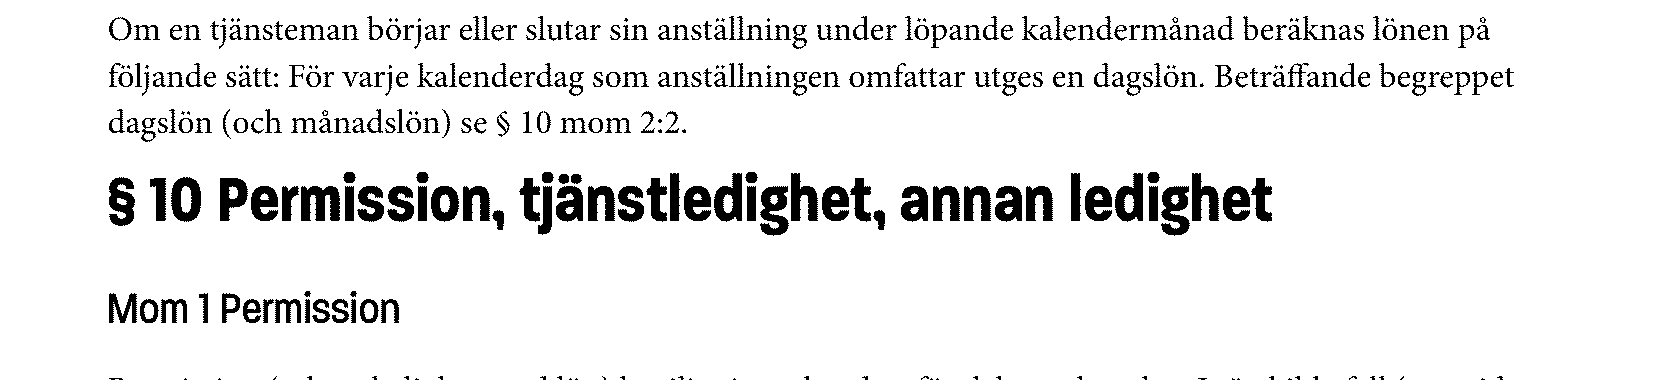 Om en tjänsteman börjar eller slutar sin anställning under löpande kalendermånad beräknas lönen på
följande sätt: För varje kalenderdag som anställningen omfattar utges en dagslön. Beträffande begreppet
dagslön (och månadslön) se § 10 mom 2:2.
§ 10 Permission, tjänstledighet, annan ledighet
Mom 1 Permission